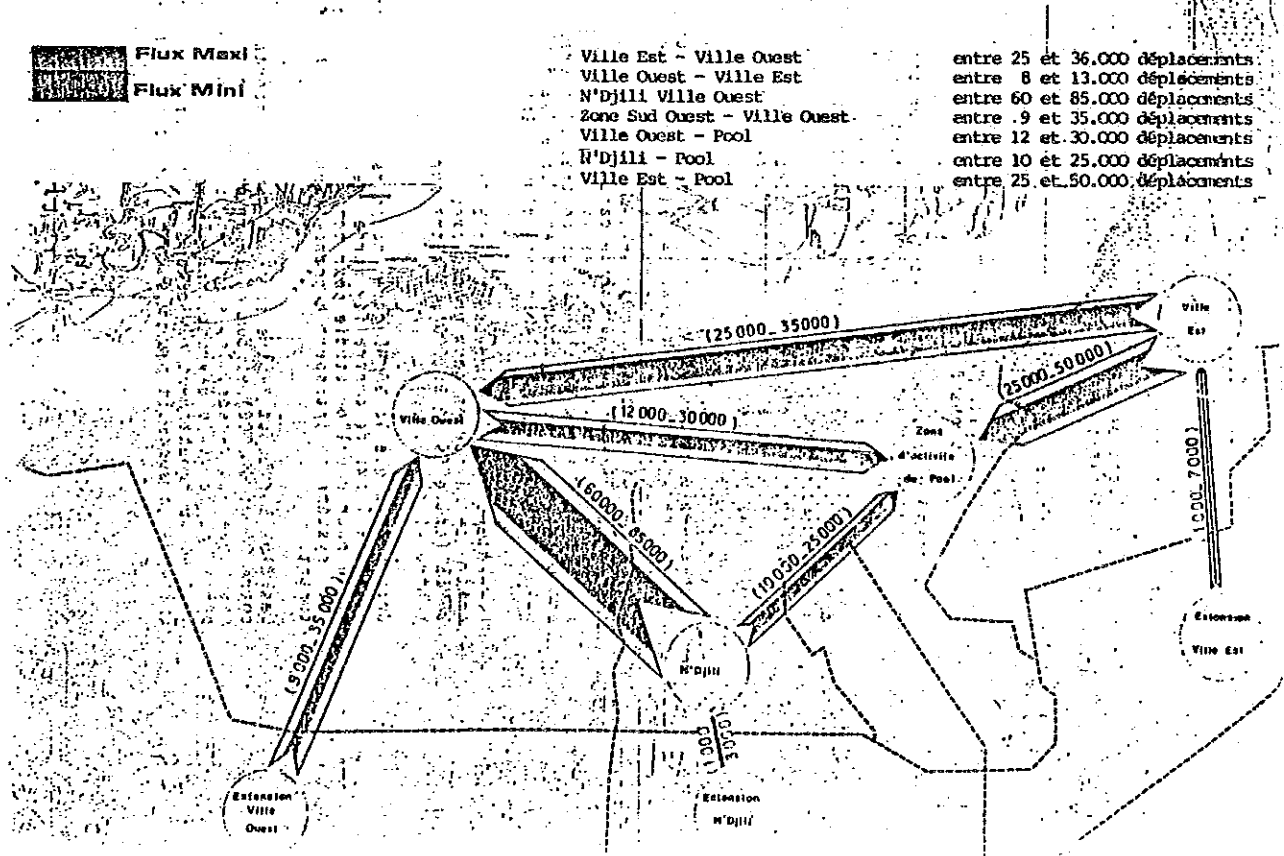 Flux Maxi
Flux Mini
Ville Est - Ville Ouest entre 25 et 36.000 déplacements
Ville Ouest - Ville Est entre 8 et 13.000 déplacements
N'Djili Ville Ouest entre 60 et 85.000 déplacements
Zone Sud Ouest - Ville Ouest entre 9 et 35.000 déplacements
Ville Ouest - Pool entre 12 et 30.000 déplacements
N'Djili - Pool entre 10 et 25.000 déplacements
Ville Est - Pool entre 25 et 50.000 déplacements
Ville
Est
(25000_35000)
(25000_50000)
Ville Ouest
(12000_30000)
Zone
d'activité
du Pool
(60000_85000)
(10000_25000)
(9000_35000)
1000_7000)
Extension
Ville Est
N'Djili
(1000
3000)
Extension
Ville
Ouest
Extension
N'Djili